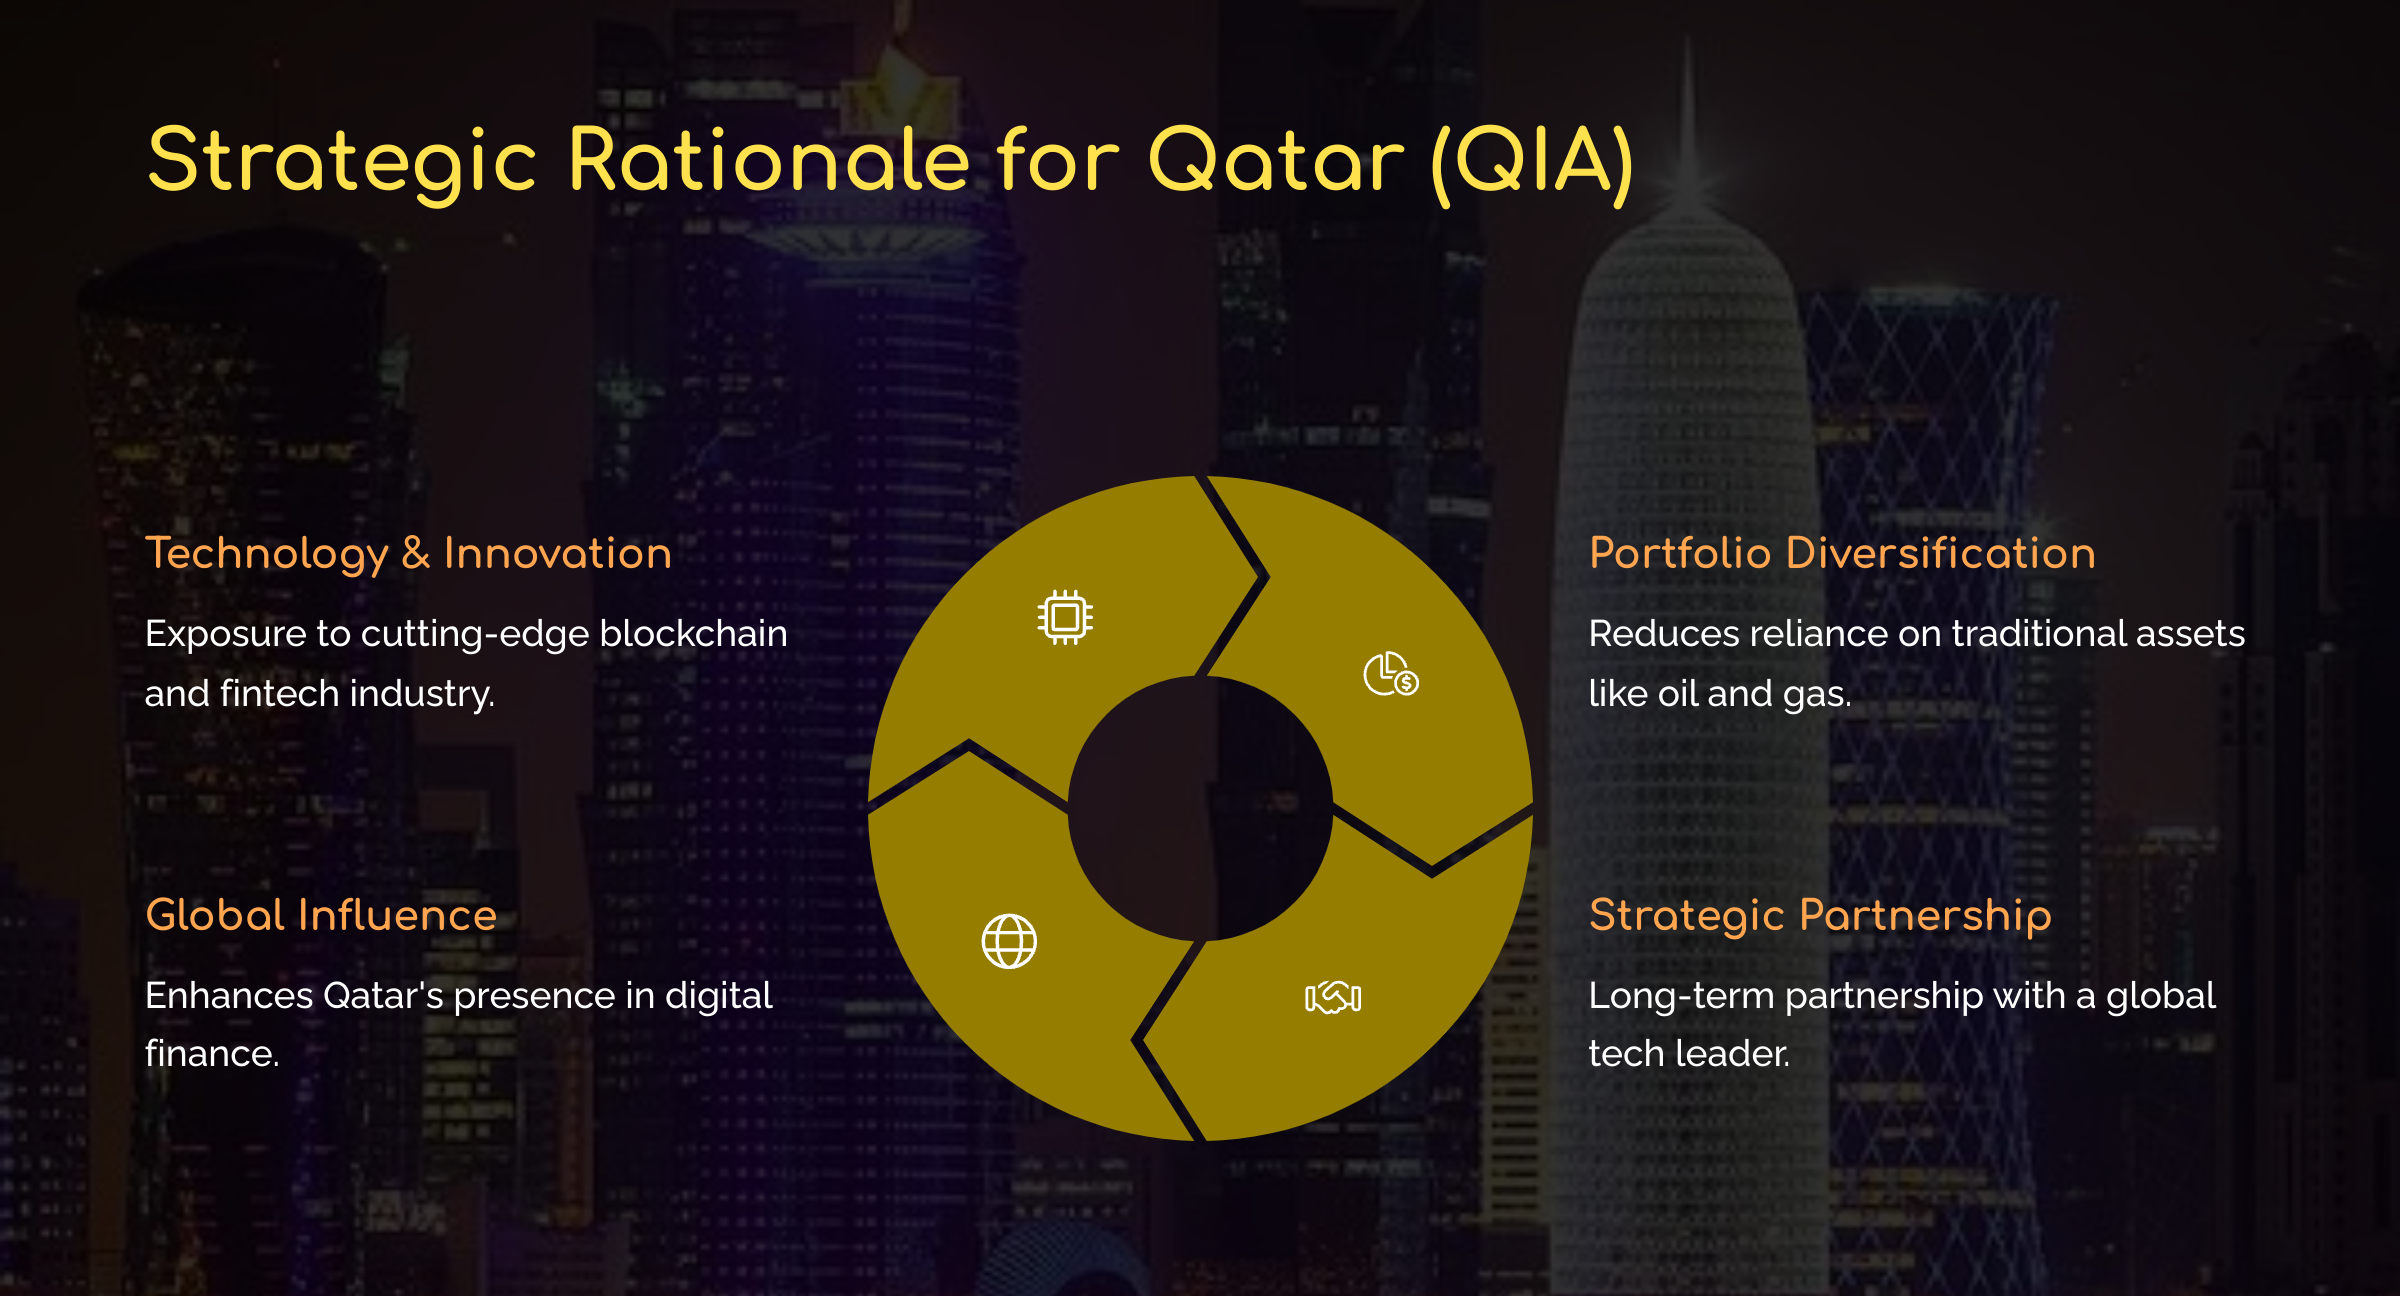 Strategic Rationale for Qatar (QIA)
Technology & Innovation
Exposure to cutting-edge blockchain
and fintech industry.
Portfolio Diversification
Reduces reliance on traditional assets
like oil and gas.
Global Influence
Enhances Qatar's presence in digital
finance.
Strategic Partnership
Long-term partnership with a global
tech leader.
$